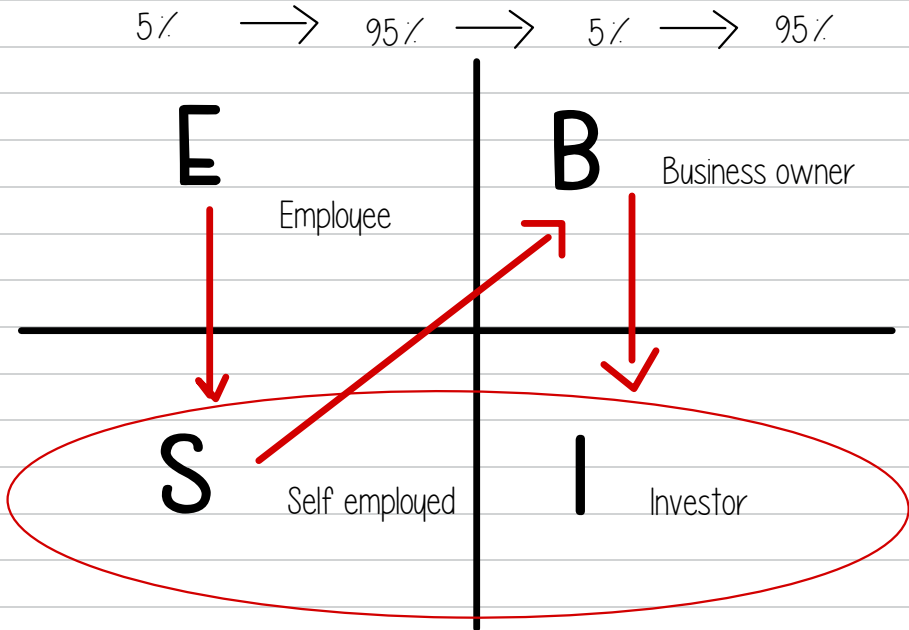 5% → 95% → 5% → 95%
E
Employee
B
Business owner
S
Self employed
I
Investor